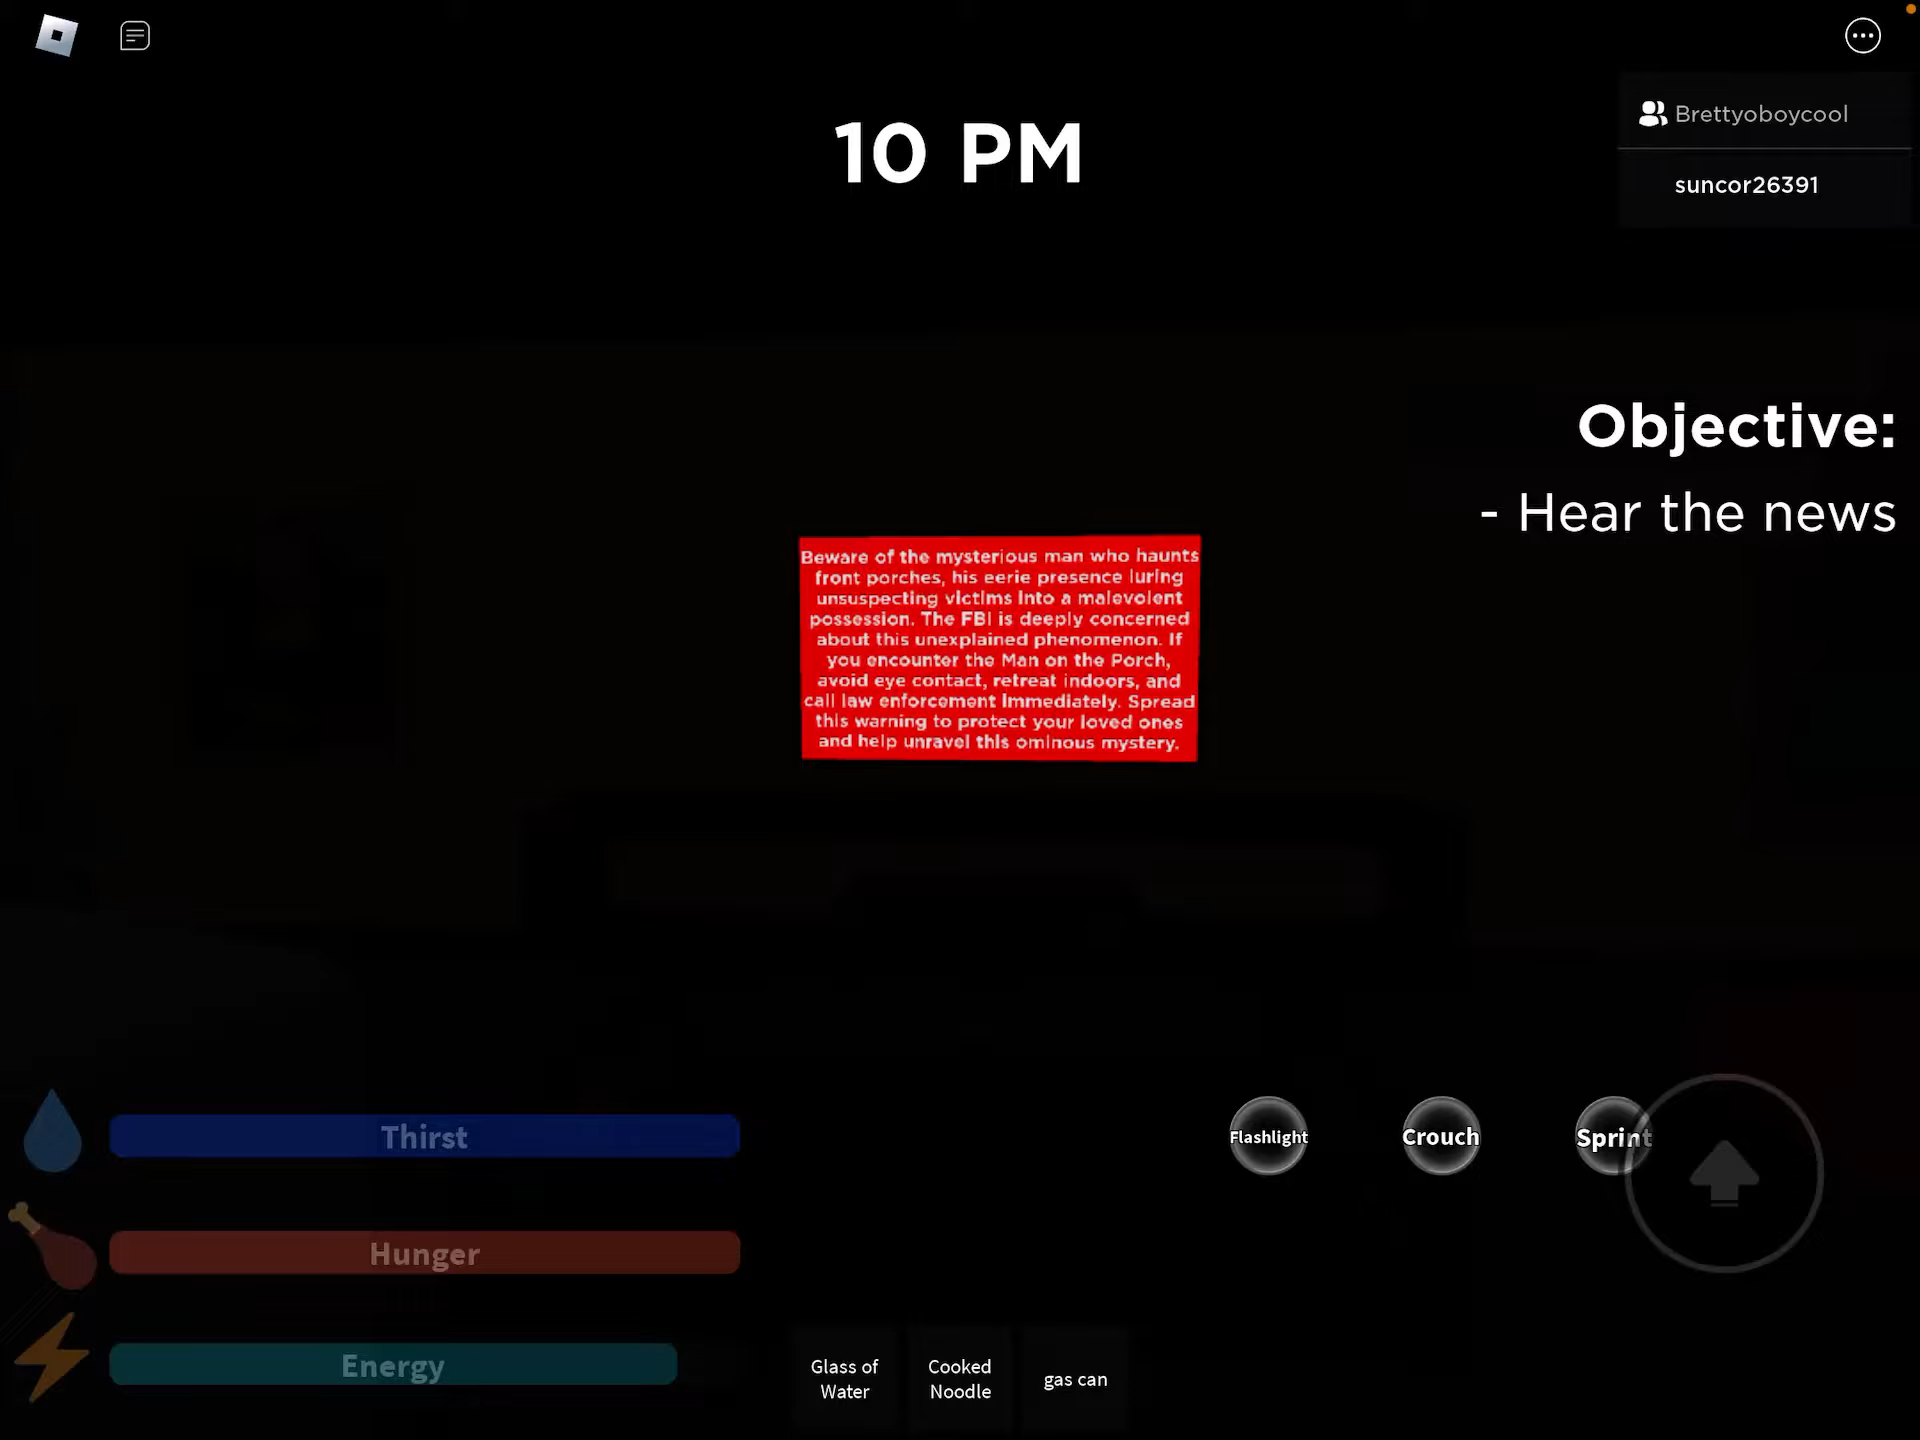 10 PM
Brettyoboycool
suncor26391
Objective:
- Hear the news
Beware of the mysterious man who haunts
front porches, his eerie presence luring
unsuspecting victims into a malevolent
possession. The FBI is deeply concerned
about this unexplained phenomenon. If
you encounter the Man on the Porch,
avoid eye contact, retreat indoors, and
call law enforcement immediately. Spread
this warning to protect your loved ones
and help unravel this ominous mystery.
Thirst
Flashlight
Crouch
Sprint
Hunger
Energy
Glass of
Water
Cooked
Noodle
gas can